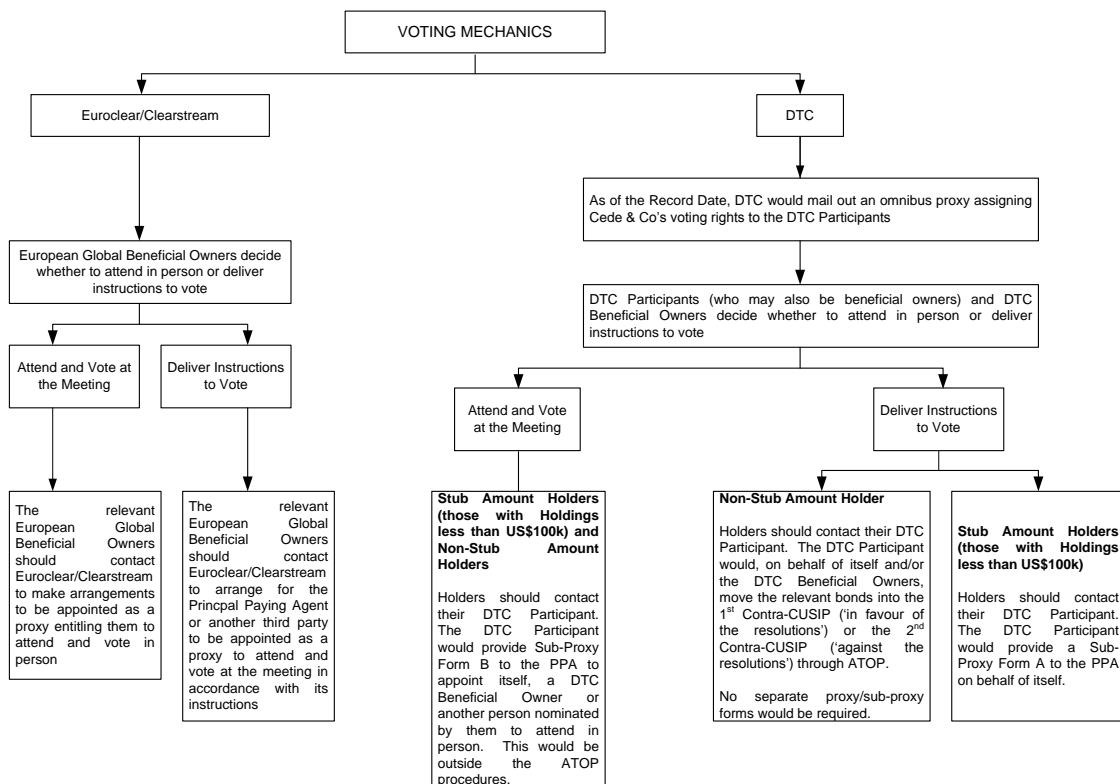 VOTING MECHANICS
Euroclear/Clearstream
DTC
As of the Record Date, DTC would mail out an omnibus proxy assigning
Cede & Co's voting rights to the DTC Participants
European Global Beneficial Owners decide
whether to attend in person or deliver
instructions to vote
DTC Participants (who may also be beneficial owners) and DTC
Beneficial Owners decide whether to attend in person or deliver
instructions to vote
Attend and Vote at
the Meeting
Deliver Instructions
to Vote
Attend and Vote
at the Meeting
Deliver Instructions
to Vote
The relevant
European Global
Beneficial Owners
should contact
Euroclear/Clearstream
to make arrangements
to be appointed as a
proxy entitling them to
attend and vote in
person
The relevant
European Global
Beneficial Owners
should contact
Euroclear/Clearstream
to arrange for the
Princpal Paying Agent
or another third party
to be appointed as a
proxy to attend and
vote at the meeting in
accordance with its
instructions
Stub Amount Holders
(those with Holdings
less than US$100k) and
Non-Stub Amount
Holders
Holders should contact
their DTC Participant.
The DTC Participant
would provide Sub-Proxy
Form B to the PPA to
appoint itself, a DTC
Beneficial Owner or
another person nominated
by them to attend in
person. This would be
outside the ATOP
procedures.
Non-Stub Amount Holder
Holders should contact their DTC
Participant. The DTC Participant
would, on behalf of itself and/or
the DTC Beneficial Owners,
move the relevant bonds into the
1st Contra-CUSIP ('in favour of
the resolutions') or the 2nd
Contra-CUSIP ('against the
resolutions') through ATOP.
No separate proxy/sub-proxy
forms would be required.
Stub Amount Holders
(those with Holdings
less than US$100k)
Holders should contact
their DTC Participant.
The DTC Participant
would provide a Sub-
Proxy Form A to the PPA
on behalf of itself.